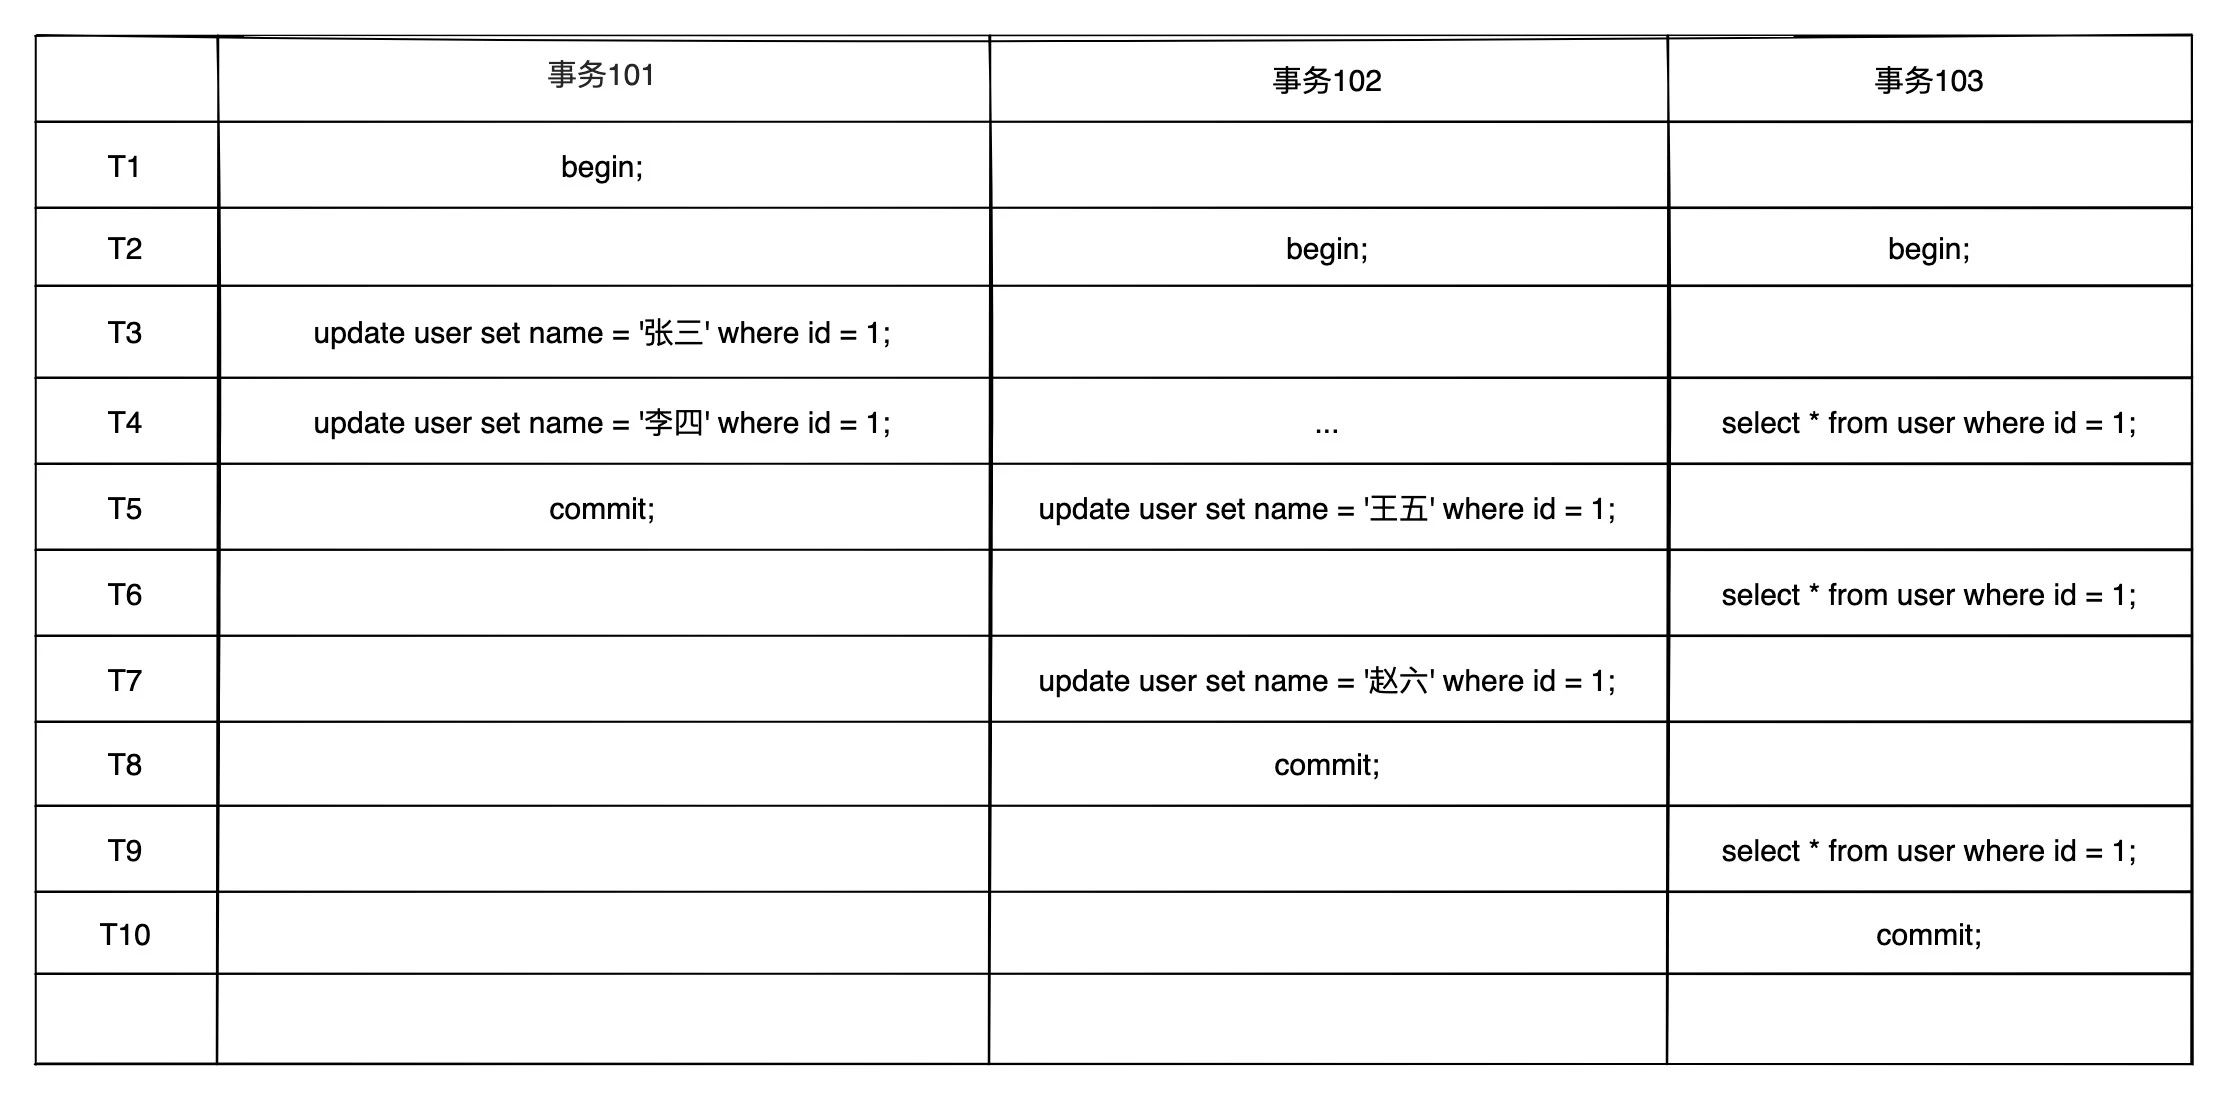 事务101 事务102 事务103
T1 begin;
T2 begin; begin;
T3 update user set name = '张三' where id = 1;
T4 update user set name = '李四' where id = 1; ... select * from user where id = 1;
T5 commit; update user set name = '王五' where id = 1;
T6 select * from user where id = 1;
T7 update user set name = '赵六' where id = 1;
T8 commit;
T9 select * from user where id = 1;
T10 commit;